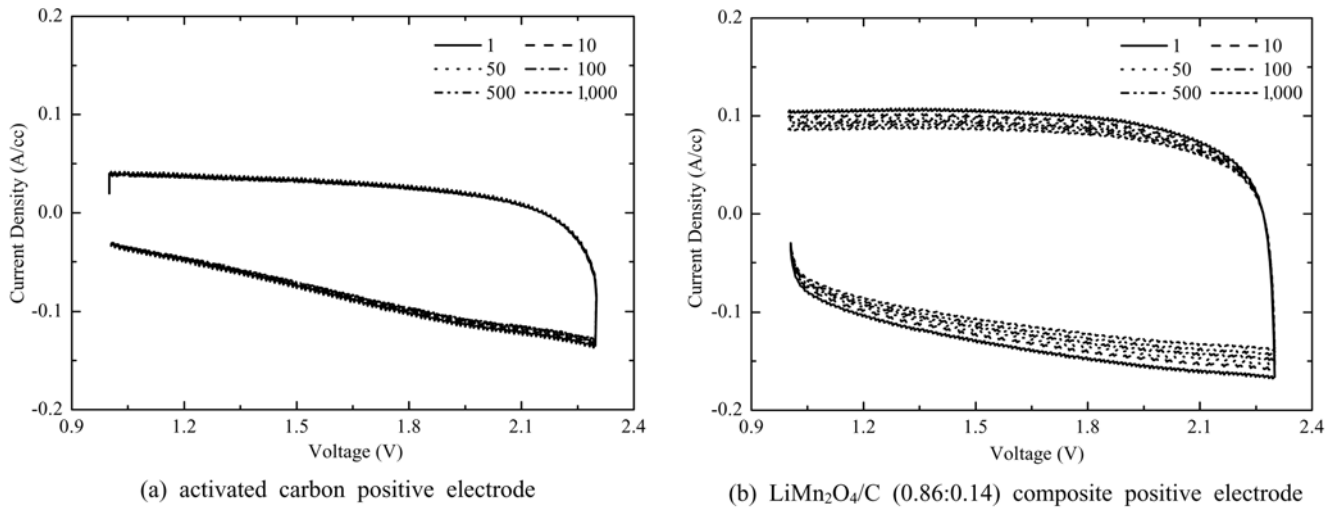 0.2
0.1
0.0
-0.1
-0.2
Current Density (A/cc)
1 10
50 100
500 1,000
0.9 1.2 1.5 1.8 2.1 2.4
Voltage (V)
(a) activated carbon positive electrode
0.2
0.1
0.0
-0.1
-0.2
Current Density (A/cc)
1 10
50 100
500 1,000
0.9 1.2 1.5 1.8 2.1 2.4
Voltage (V)
(b) LiMn₂O₄/C (0.86:0.14) composite positive electrode